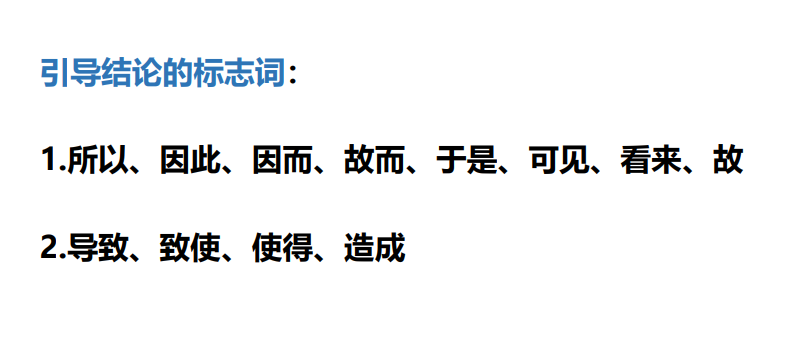 引导结论的标志词：
1.所以、因此、因而、故而、于是、可见、看来、故
2.导致、致使、使得、造成